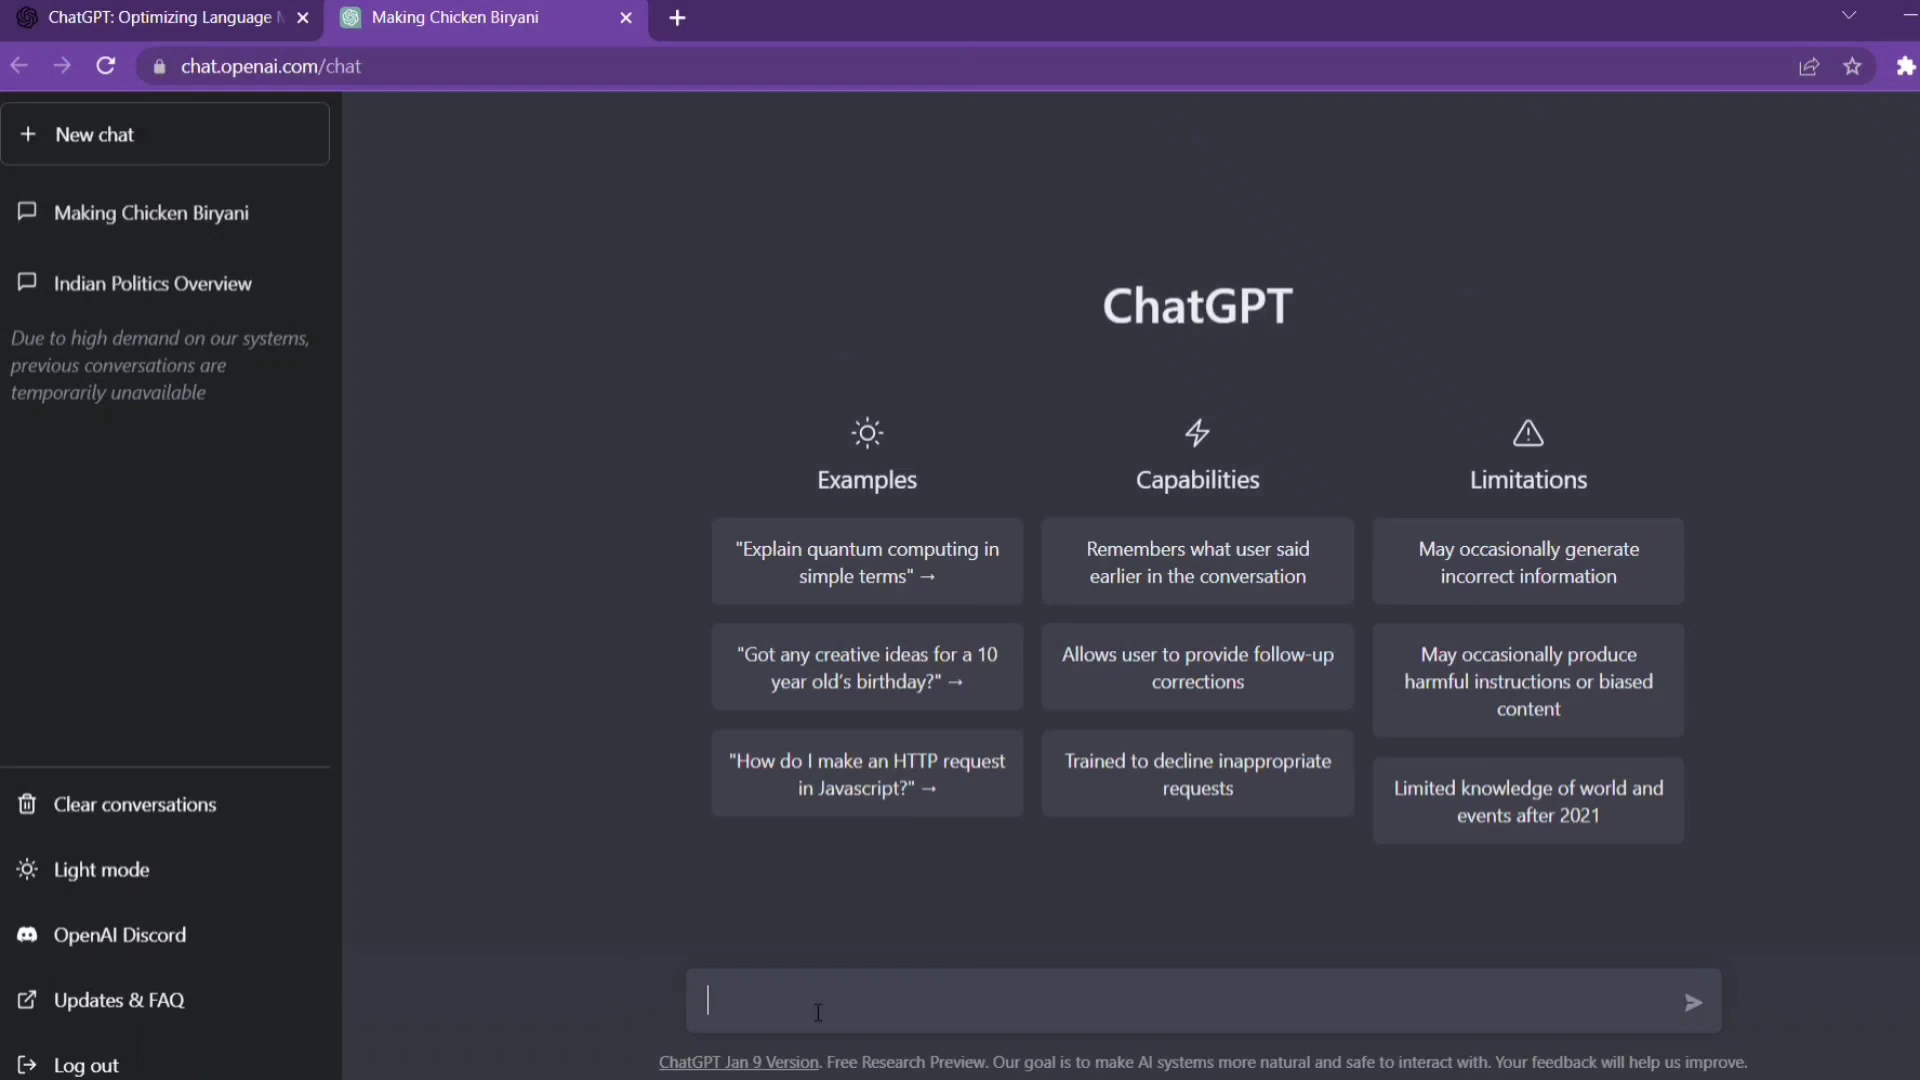 ChatGPT: Optimizing Language
Making Chicken Biryani
chat.openai.com/chat
New chat
Making Chicken Biryani
Indian Politics Overview
Due to high demand on our systems,
previous conversations are
temporarily unavailable
Clear conversations
Light mode
OpenAI Discord
Updates & FAQ
Log out
ChatGPT
Examples
"Explain quantum computing in
simple terms" →
"Got any creative ideas for a 10
year old's birthday?" →
"How do I make an HTTP request
in Javascript?" →
Capabilities
Remembers what user said
earlier in the conversation
Allows user to provide follow-up
corrections
Trained to decline inappropriate
requests
Limitations
May occasionally generate
incorrect information
May occasionally produce
harmful instructions or biased
content
Limited knowledge of world and
events after 2021
ChatGPT Jan 9 Version. Free Research Preview. Our goal is to make AI systems more natural and safe to interact with. Your feedback will help us improve.